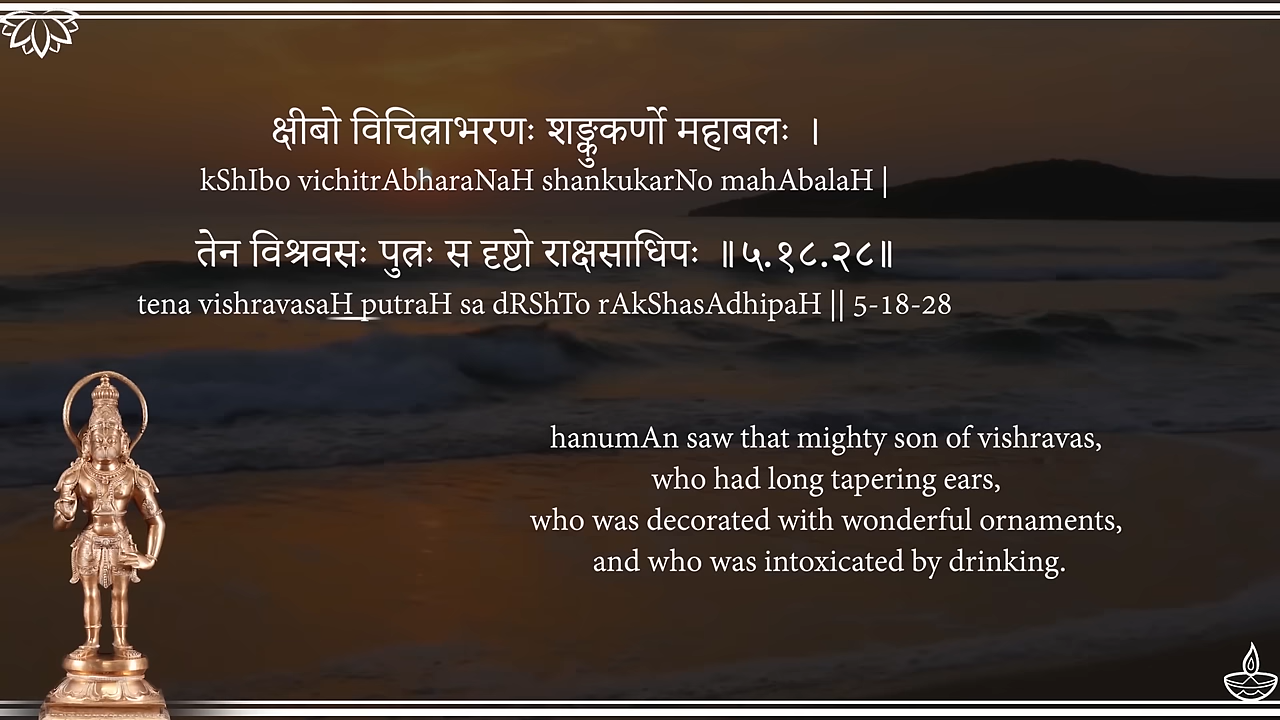 क्षीबो विचित्राभरणः शङ्कुकर्णो महाबलः ।
kShIbo vichitrAbharaNaH shankukarNo mahAbalaH |
तेन विश्रवसः पुत्रः स दृष्टो राक्षसाधिपः ॥५.१८.२८॥
tena vishravasaH putraH sa dRShTo rAkShasAdhipaH || 5-18-28
hanumAn saw that mighty son of vishravas,
who had long tapering ears,
who was decorated with wonderful ornaments,
and who was intoxicated by drinking.